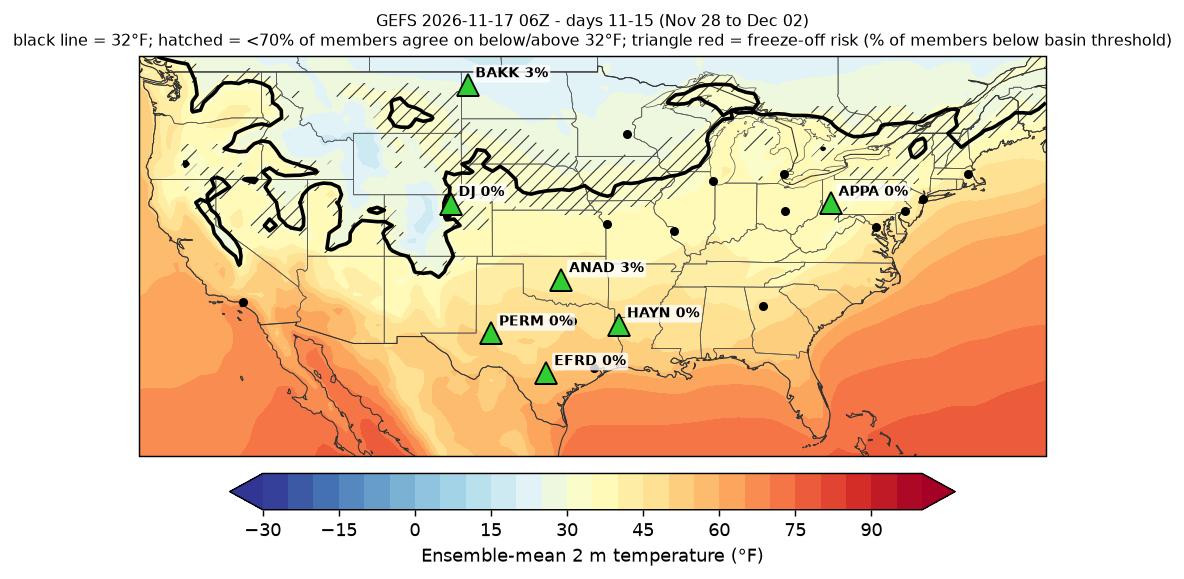 GEFS 2026-11-17 06Z - days 11-15 (Nov 28 to Dec 02)
black line = 32°F; hatched = <70% of members agree on below/above 32°F; triangle red = freeze-off risk (% of members below basin threshold)
BAKK 3%
DJ 0%
APPA 0%
ANAD 3%
HAYN 0%
PERM 0%
EFRD 0%
−30 −15 0 15 30 45 60 75 90
Ensemble-mean 2 m temperature (°F)